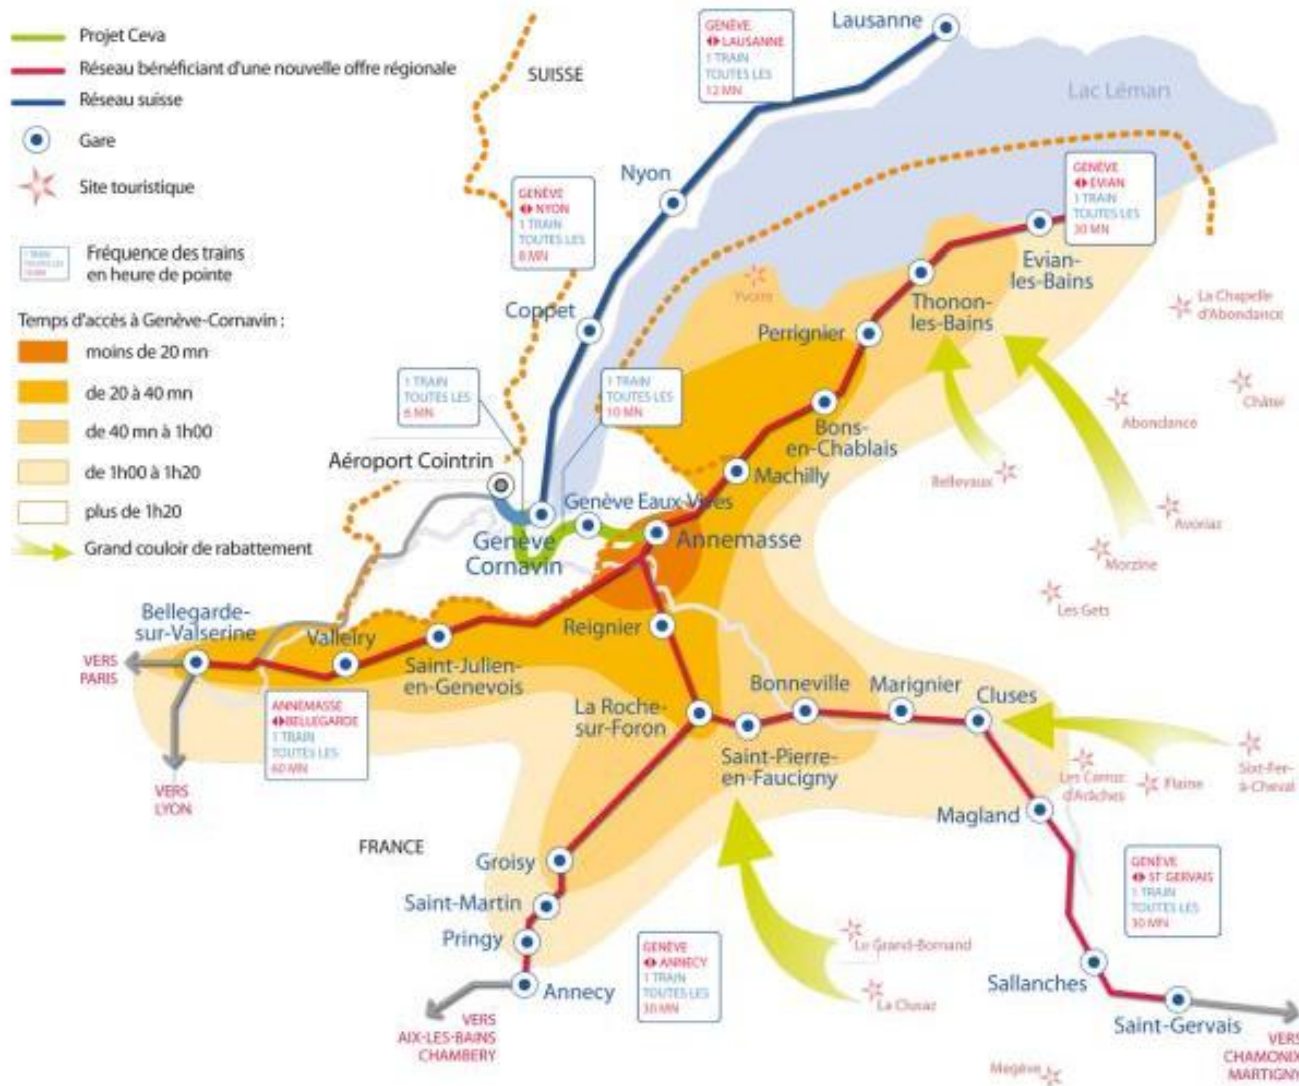 Projet Ceva
Réseau bénéficiant d'une nouvelle offre régionale
Réseau suisse
Gare
Site touristique
1 TRAIN
TOUTES LES
Fréquence des trains
en heure de pointe
Temps d'accès à Genève-Cornavin :
moins de 20 mn
de 20 à 40 mn
de 40 mn à 1h00
de 1h00 à 1h20
plus de 1h20
Grand couloir de rabattement
SUISSE
GENÈVE
LAUSANNE
1 TRAIN
TOUTES LES
12 MN
Lausanne
Lac Léman
Nyon
GENÈVE
NYON
1 TRAIN
TOUTES LES
8 MN
GENÈVE
EVIAN
1 TRAIN
TOUTES LES
30 MN
Evian-
les-Bains
Yvoire
Thonon-
les-Bains
La Chapelle
d'Abondance
Coppet
Perrignier
1 TRAIN
TOUTES LES
6 MN
1 TRAIN
TOUTES LES
10 MN
Châtel
Abondance
Bons-
en-Chablais
Aéroport Cointrin
Machilly
Bellevaux
Genève Eaux-Vives
Avoriaz
Genève
Cornavin
Annemasse
Morzine
Les Gets
Bellegarde-
sur-Valserine
Valleiry
Reignier
VERS
PARIS
Saint-Julien-
en-Genevois
Bonneville
Marignier
Cluses
ANNEMASSE
BELLEGARDE
1 TRAIN
TOUTES LES
60 MN
La Roche-
sur-Foron
Saint-Pierre-
en-Faucigny
Les Carroz
d'Arâches
Flaine
Sixt-Fer-
à-Cheval
VERS
LYON
Magland
FRANCE
Groisy
GENÈVE
ST GERVAIS
1 TRAIN
TOUTES LES
30 MN
Saint-Martin
Pringy
GENÈVE
ANNECY
1 TRAIN
TOUTES LES
30 MN
Le Grand-Bornand
La Clusaz
Annecy
Sallanches
Saint-Gervais
VERS
AIX-LES-BAINS
CHAMBERY
VERS
CHAMONIX
MARTIGNY
Megève